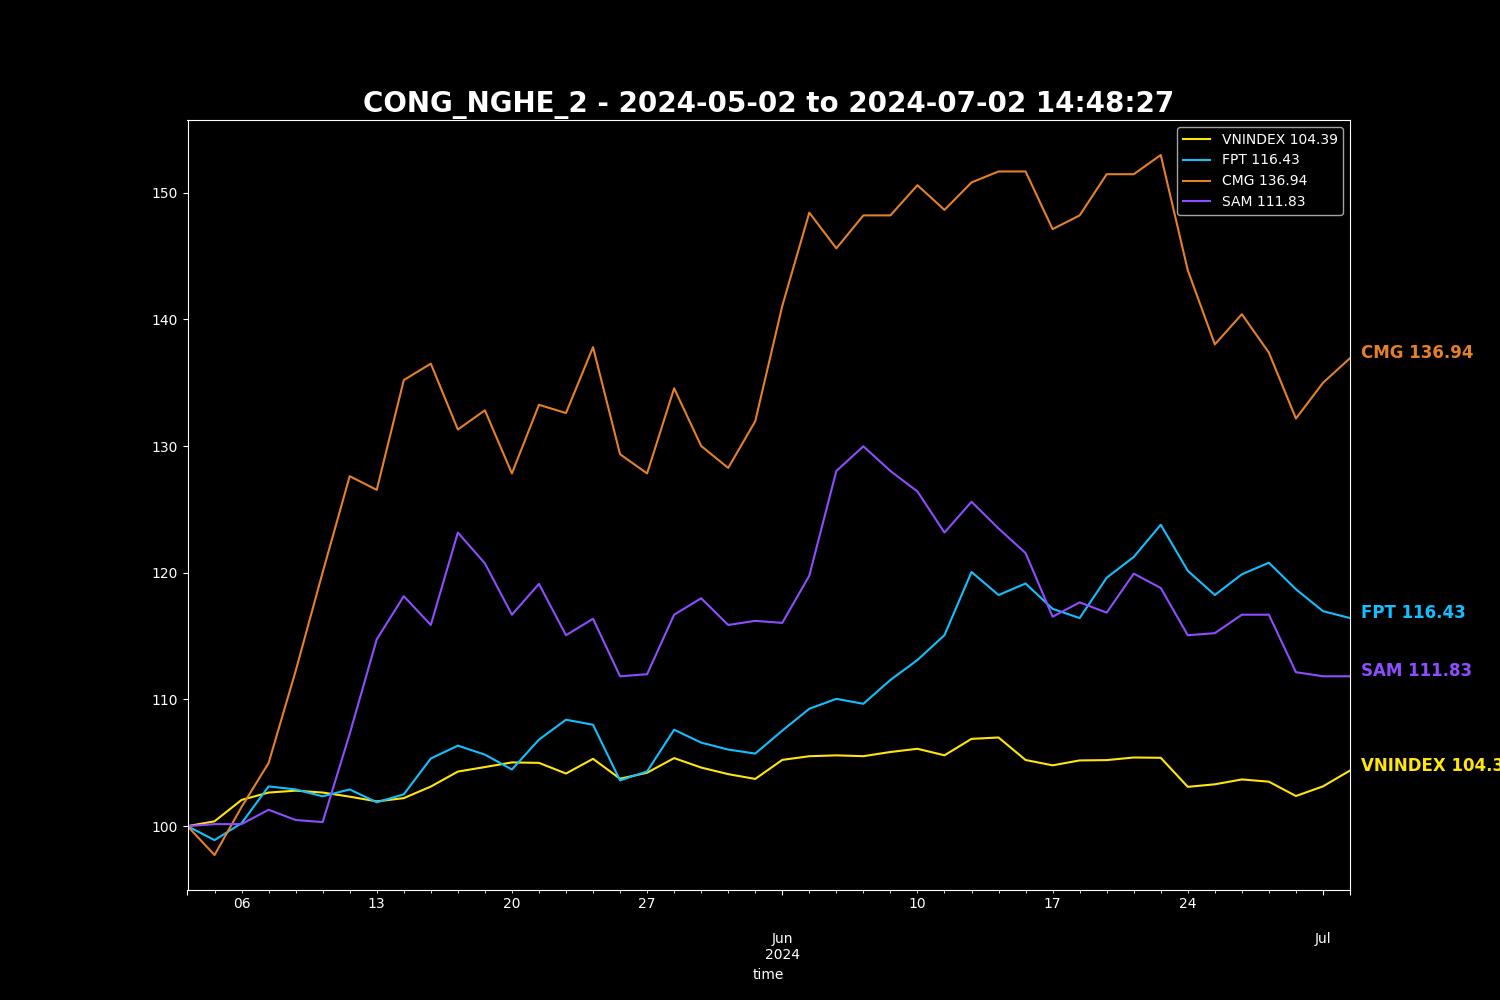 CONG_NGHE_2 - 2024-05-02 to 2024-07-02 14:48:27
VNINDEX 104.39
FPT 116.43
CMG 136.94
SAM 111.83
150
140
130
120
110
100
CMG 136.94
FPT 116.43
SAM 111.83
VNINDEX 104.3
06 13 20 27 10 17 24
Jun Jul
2024
time